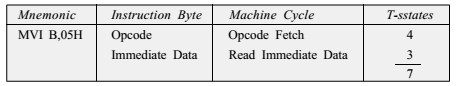 Mnemonic Instruction Byte Machine Cycle T-sstates
MVI B,05H Opcode Opcode Fetch 4
Immediate Data Read Immediate Data 3
7